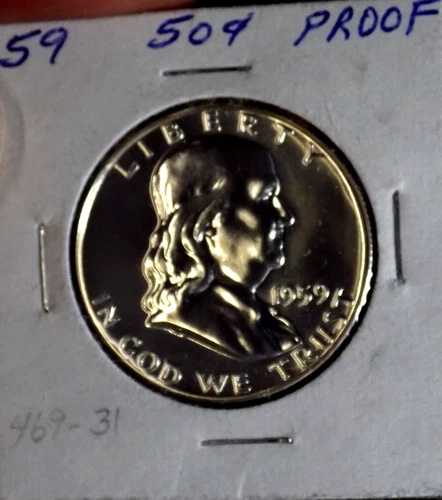 59 50¢ PROOF
LIBERTY
1959
IN GOD WE TRUST
469-31